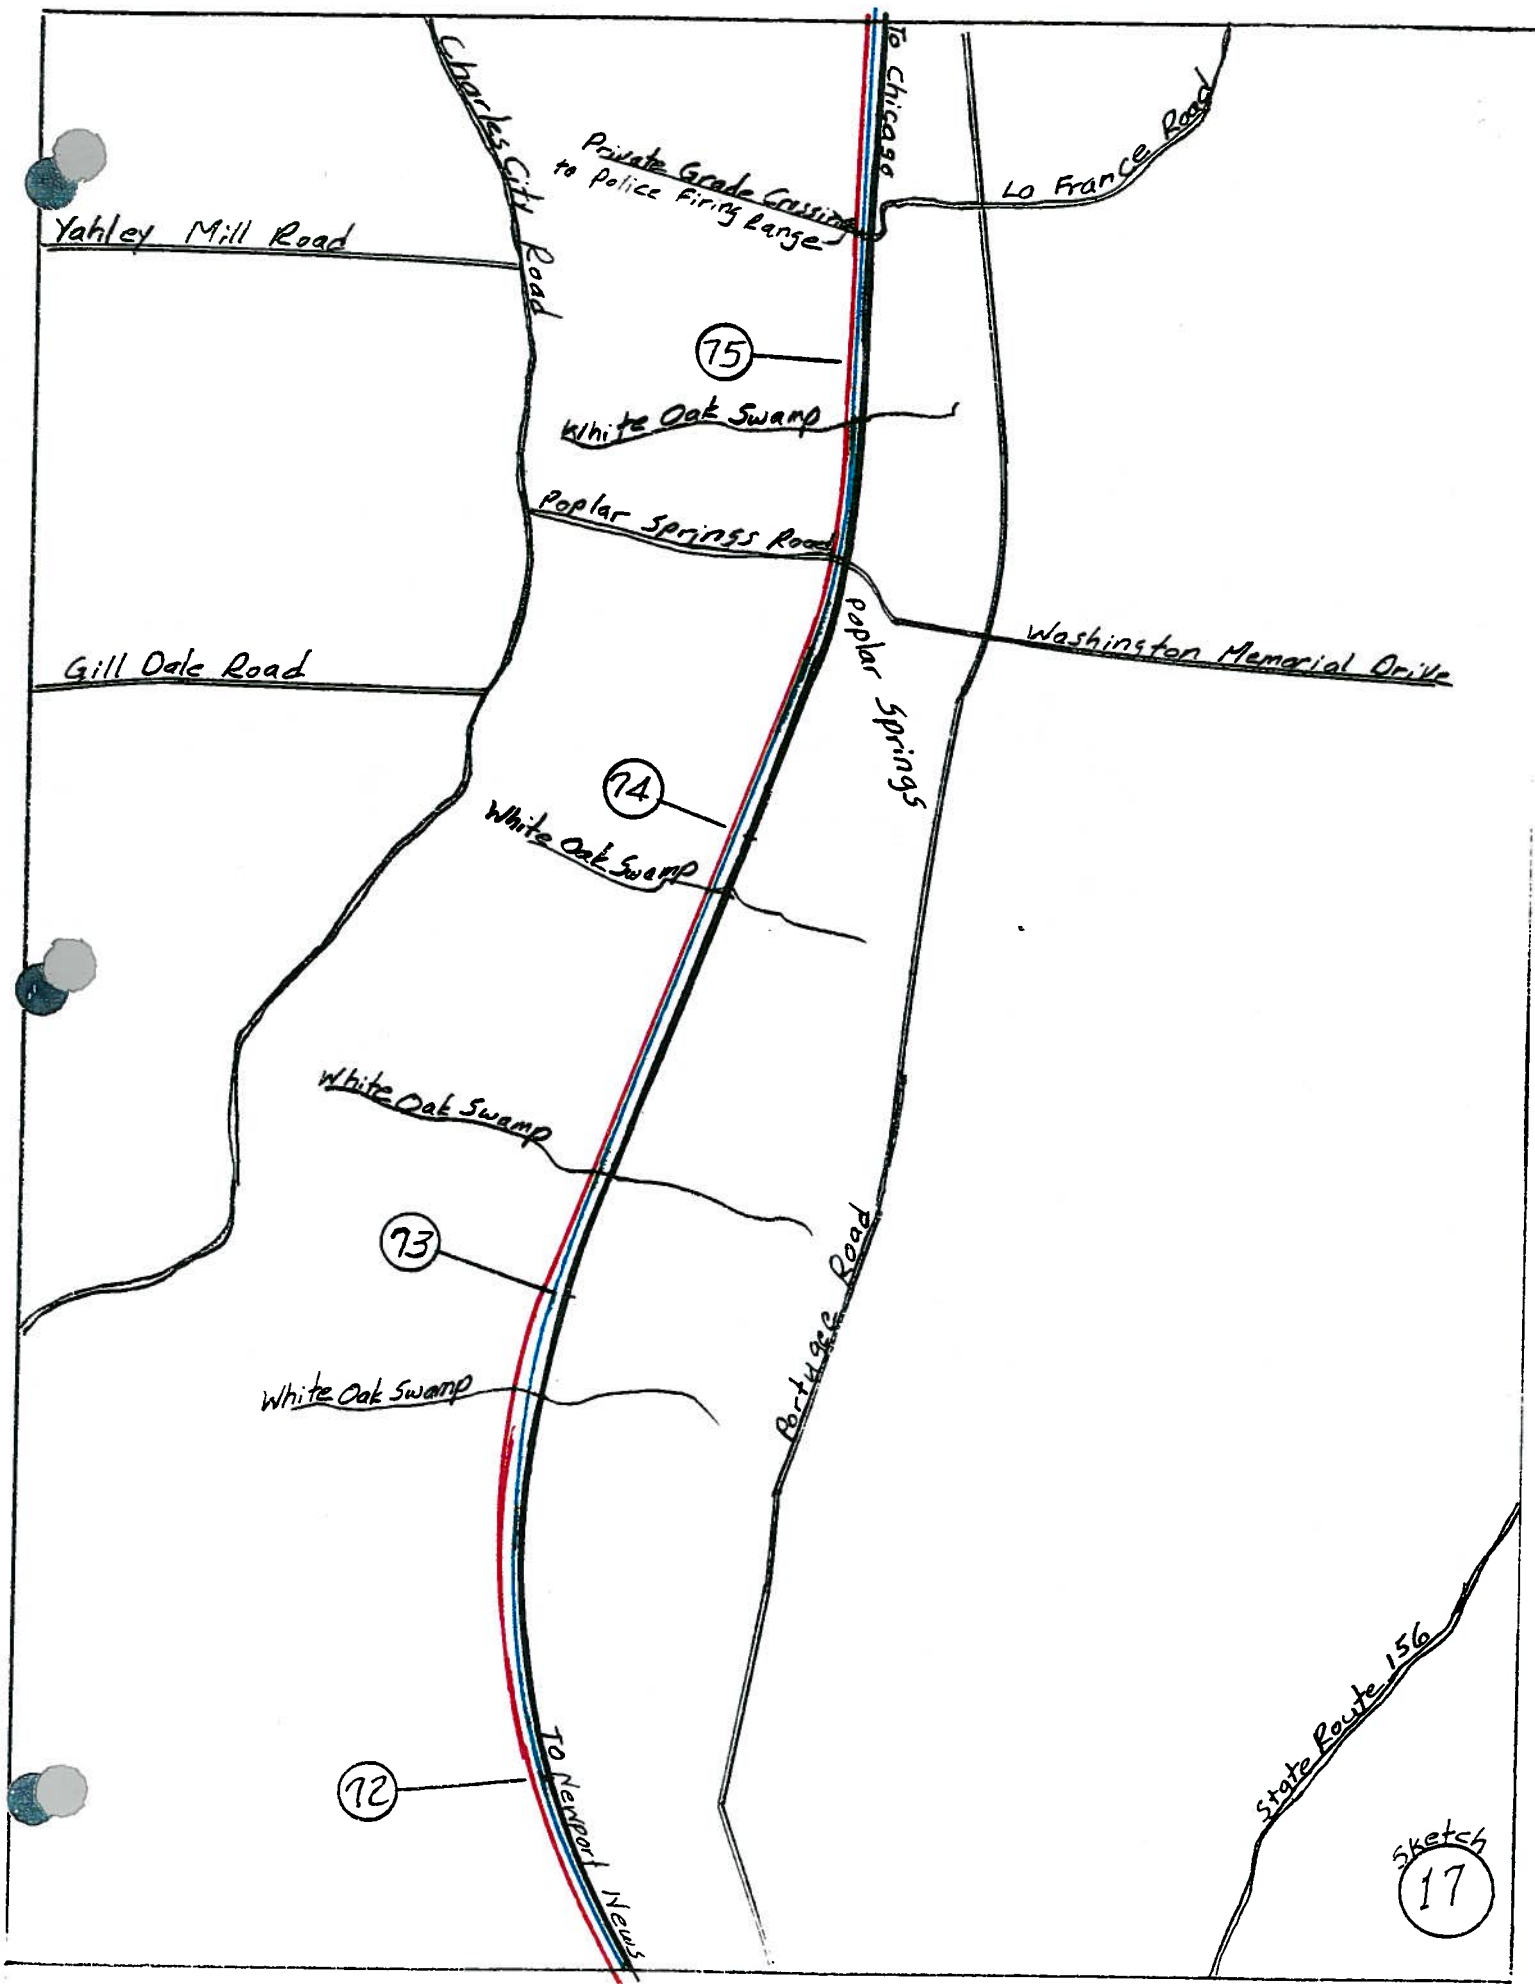 To Chicago
Charles City Road
Private Grade Crossing
to Police Firing Range
La France Road
Yahley Mill Road
75
White Oak Swamp
Poplar Springs Road
Poplar Springs
Washington Memorial Drive
Gill Dale Road
74
White Oak Swamp
White Oak Swamp
73
Portugee Road
White Oak Swamp
State Route 156
72
To Newport News
Sketch
17